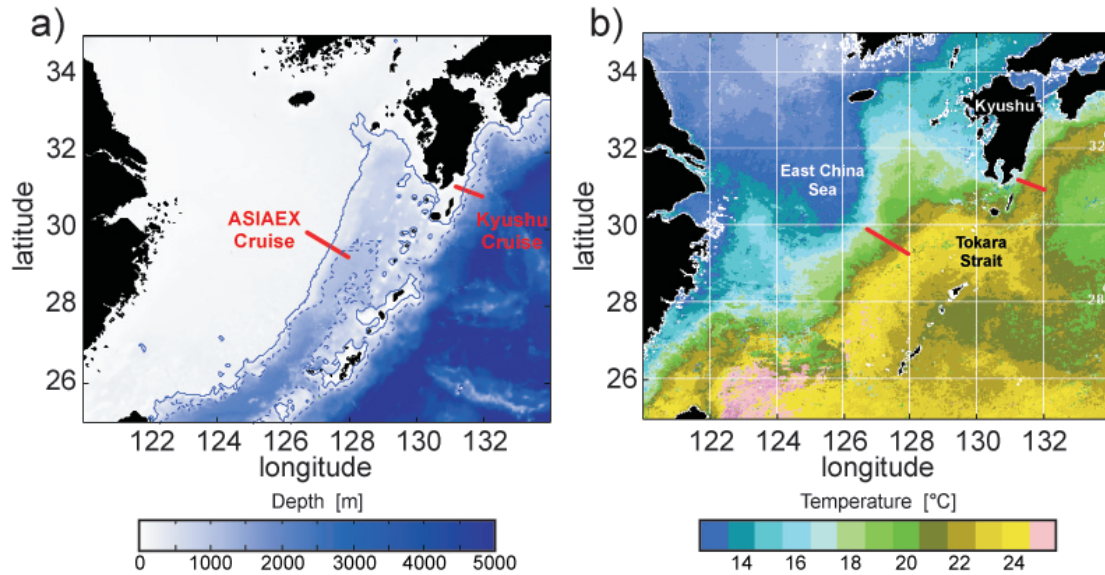 a)
34
32
30
28
26
latitude
ASIAEX
Cruise
Kyushu
Cruise
122 124 126 128 130 132
longitude
Depth [m]
0 1000 2000 3000 4000 5000
b)
34
32
30
28
26
latitude
Kyushu
East China
Sea
Tokara
Strait
32
28
122 124 126 128 130 132
longitude
Temperature [°C]
14 16 18 20 22 24